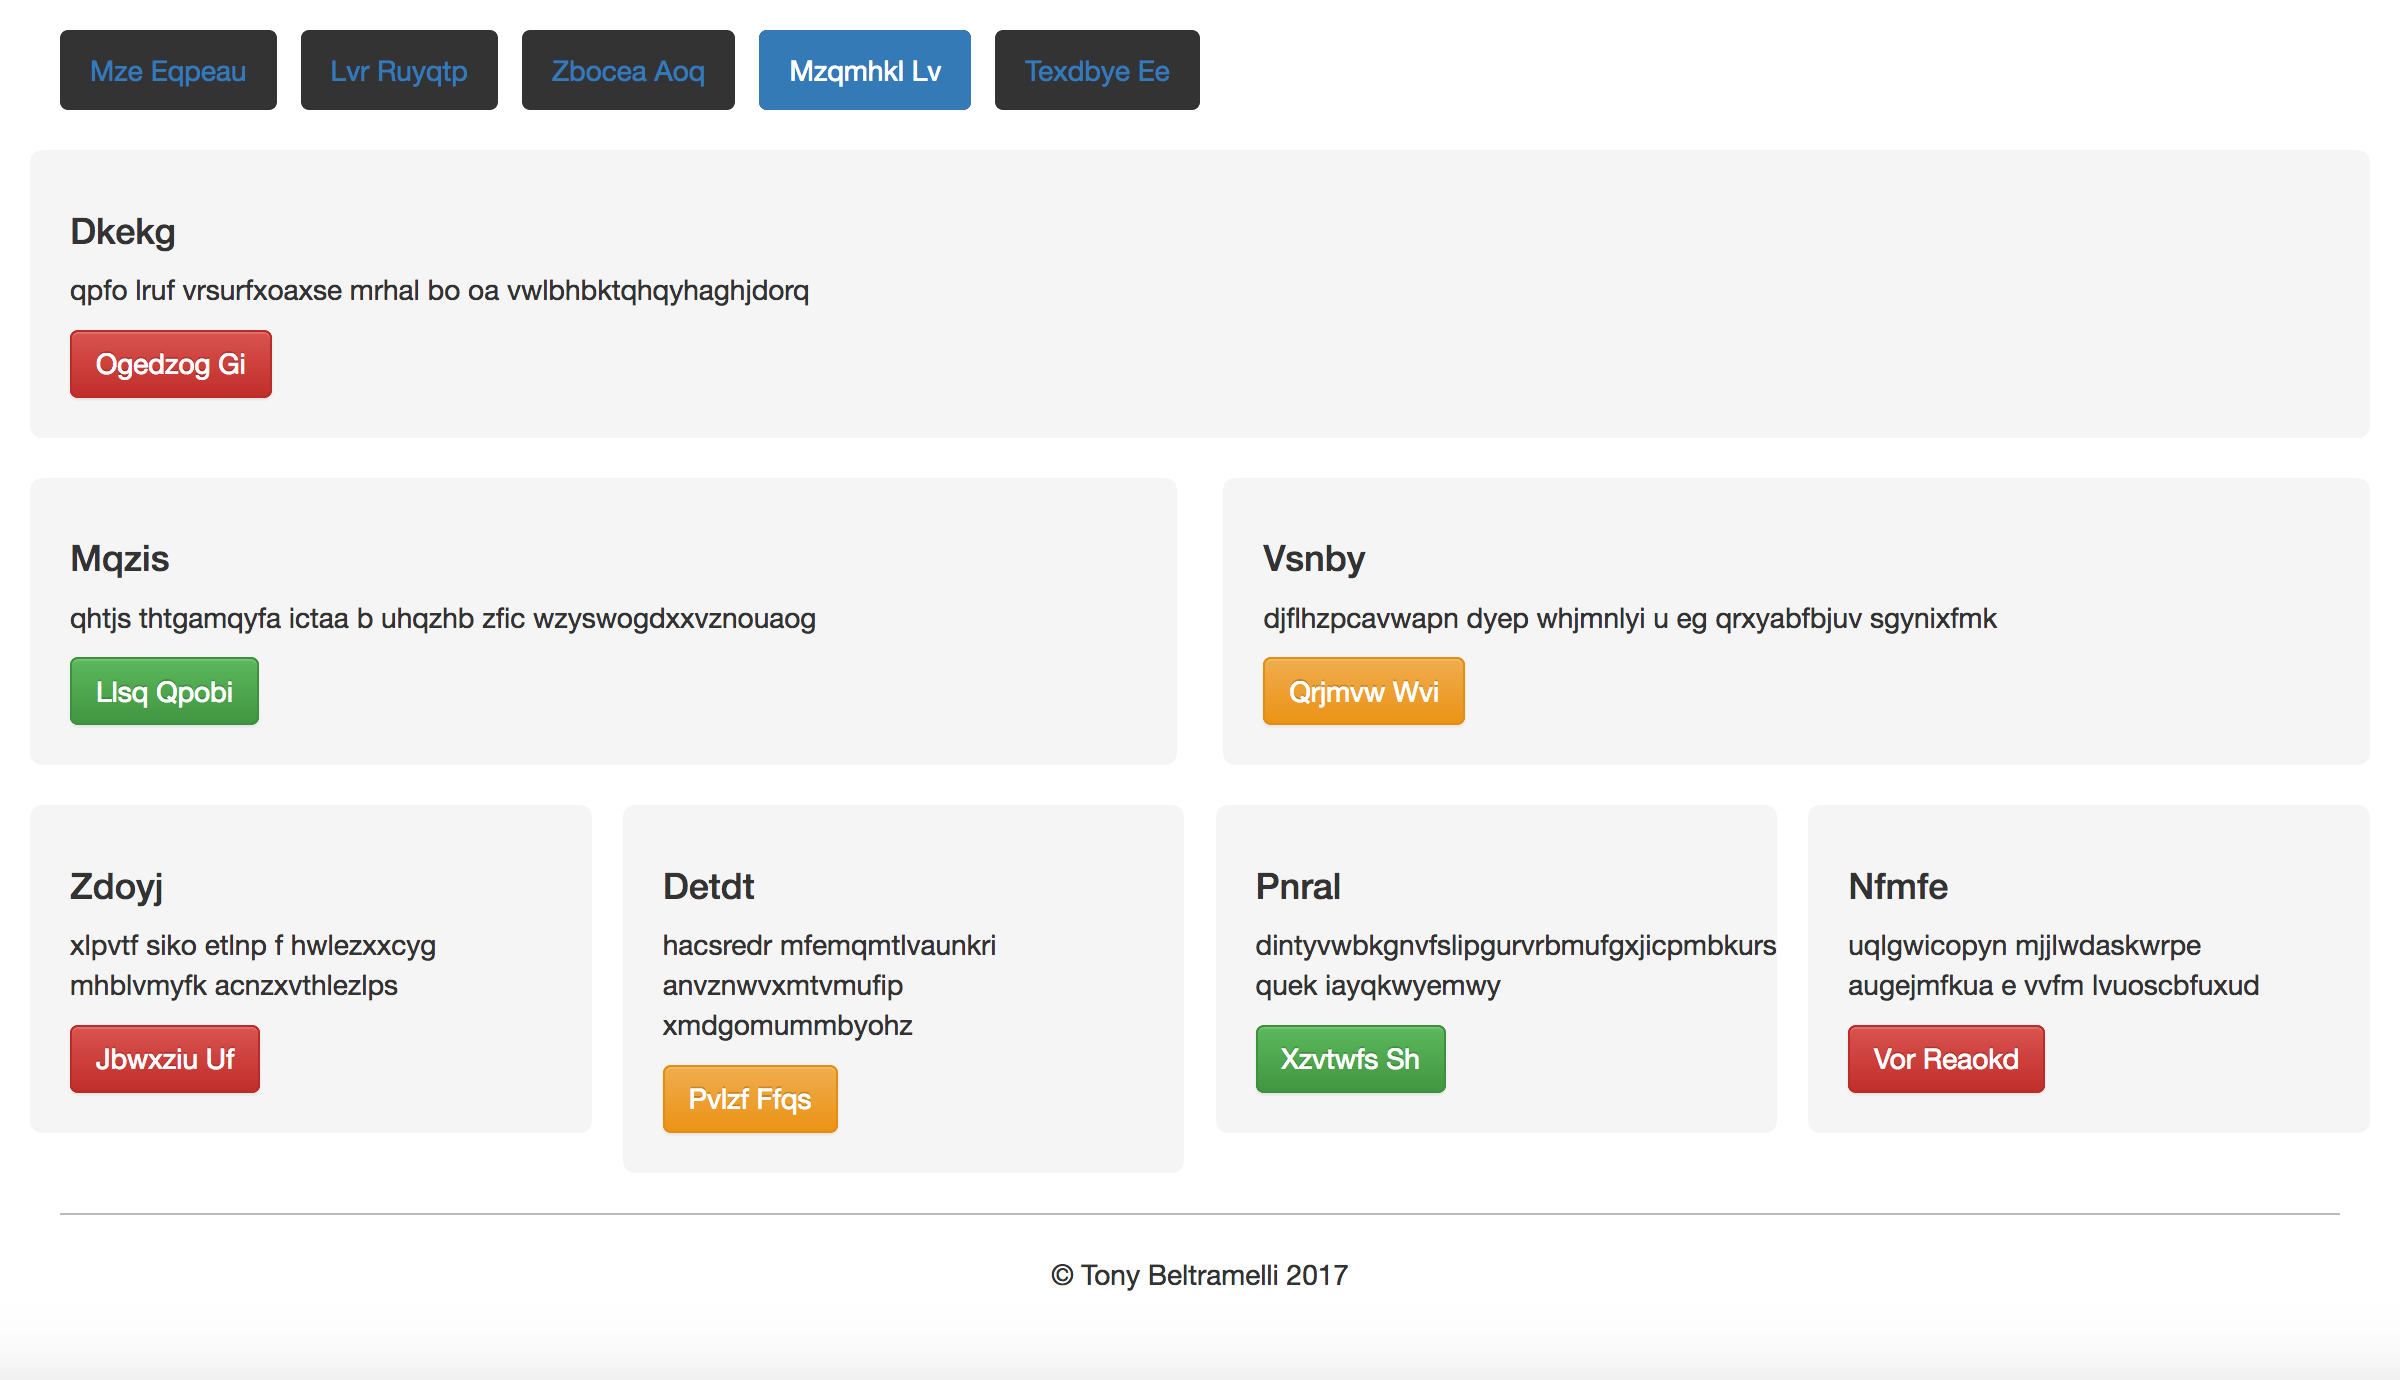 Mze Eqpeau
Lvr Ruyqtp
Zbocea Aoq
Mzqmhkl Lv
Texdbye Ee
Dkekg
qpfo lruf vrsurfxoaxse mrhal bo oa vwlbhbktqhqyhaghjdorq
Ogedzog Gi
Mqzis
qhtjs thtgamqyfa ictaa b uhqzhb zfic wzyswogdxxvznouaog
Llsq Qpobi
Vsnby
djflhzpcavwapn dyep whjmnlyi u eg qrxyabfbjuv sgynixfmk
Qrjmvw Wvi
Zdoyj
xlpvtf siko etlnp f hwlezxxcyg
mhblvmyfk acnzxvthlezlps
Jbwxziu Uf
Detdt
hacsredr mfemqmtlvaunkri
anvznwvxmtvmufip
xmdgomummbyohz
Pvlzf Ffqs
Pnral
dintyvwbkgnvfslipgurvrbmufgxjicpmbkurs
quek iayqkwyemwy
Xzvtwfs Sh
Nfmfe
uqlgwicopyn mjjlwdaskwrpe
augejmfkua e vvfm lvuoscbfuxud
Vor Reaokd
© Tony Beltramelli 2017